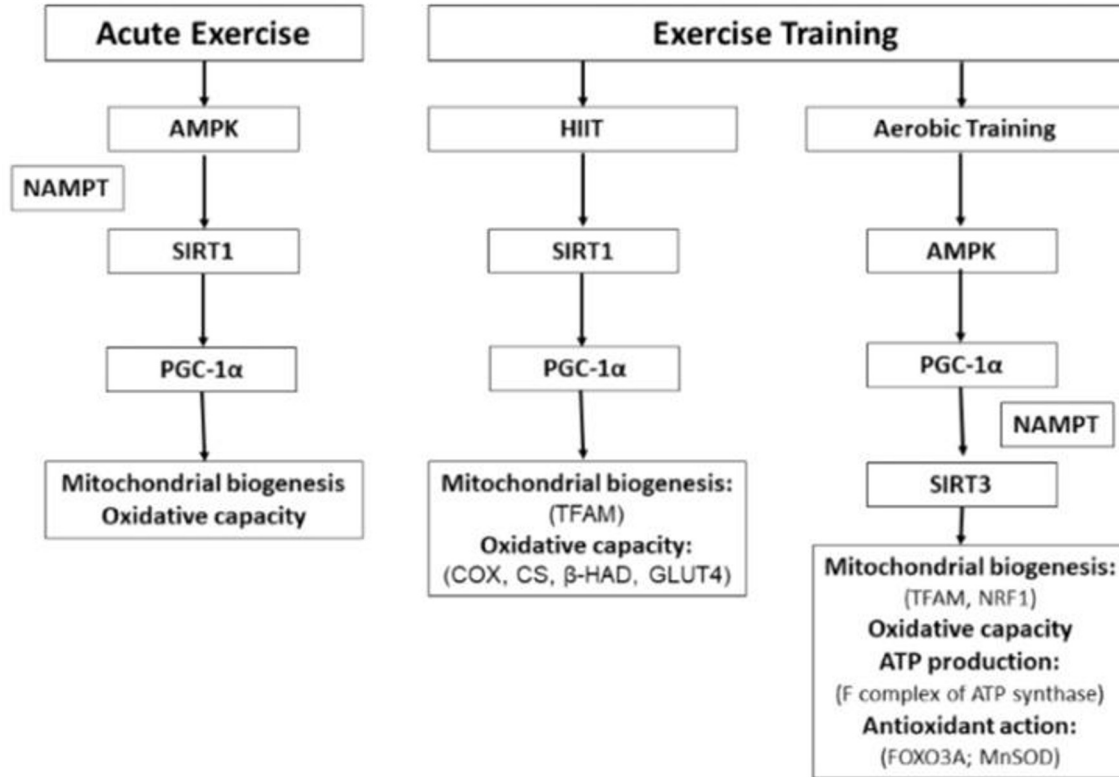 Acute Exercise
AMPK
NAMPT
SIRT1
PGC-1α
Mitochondrial biogenesis
Oxidative capacity
Exercise Training
HIIT
SIRT1
PGC-1α
Mitochondrial biogenesis:
(TFAM)
Oxidative capacity:
(COX, CS, β-HAD, GLUT4)
Aerobic Training
AMPK
PGC-1α
NAMPT
SIRT3
Mitochondrial biogenesis:
(TFAM, NRF1)
Oxidative capacity
ATP production:
(F complex of ATP synthase)
Antioxidant action:
(FOXO3A; MnSOD)